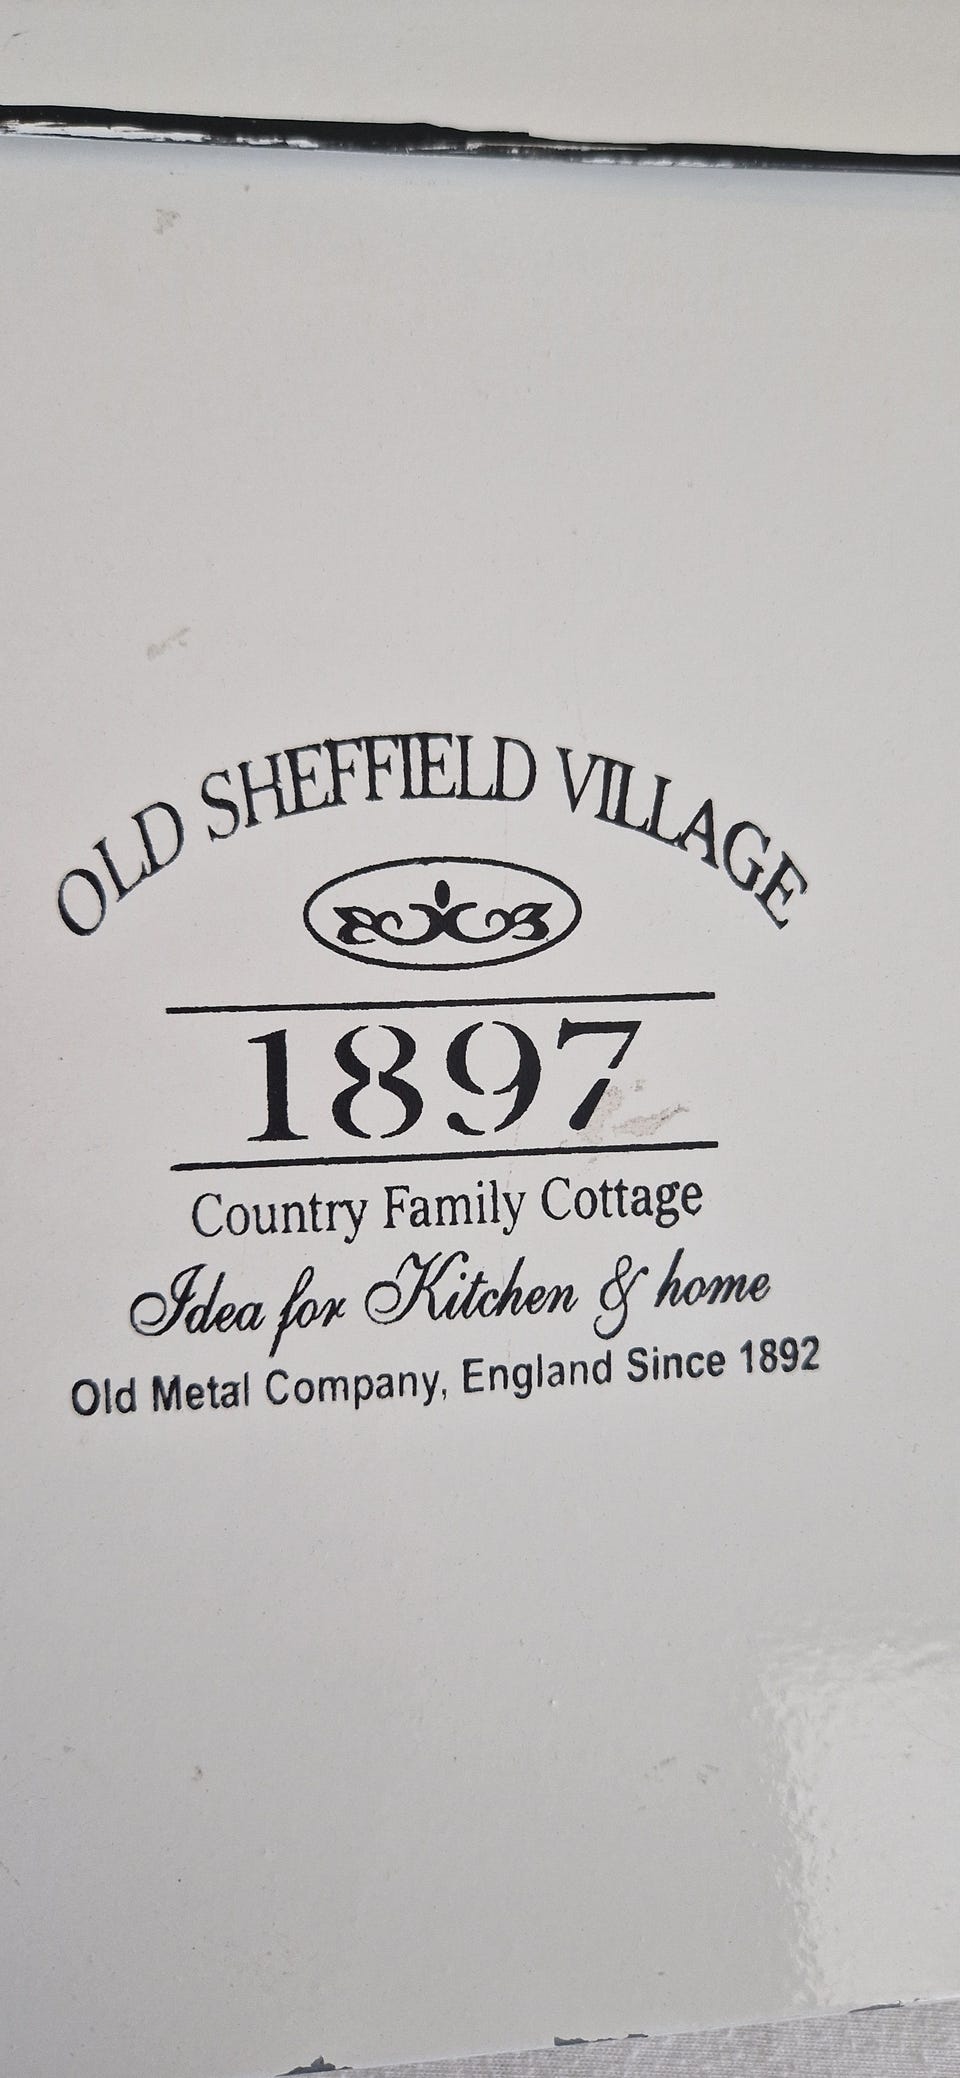 OLD SHEFFIELD VILLAGE
1897
Country Family Cottage
Idea for Kitchen & home
Old Metal Company, England Since 1892